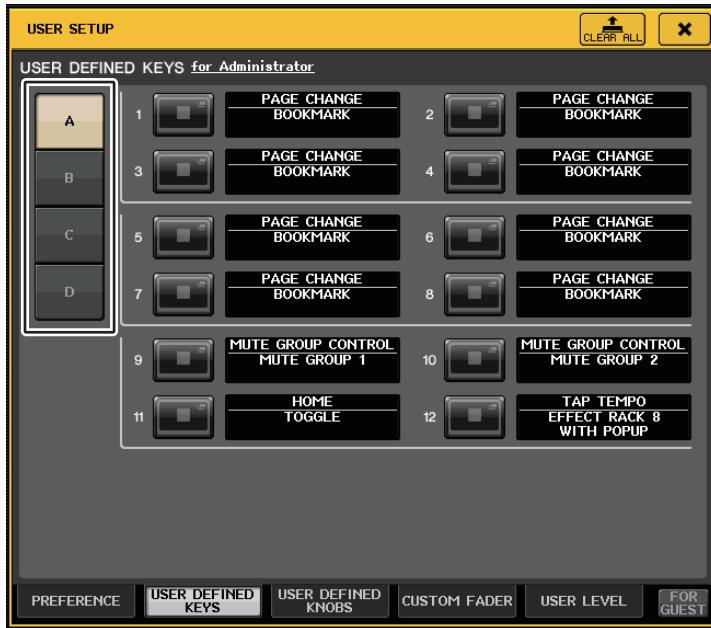 USER SETUP
CLEAR ALL
USER DEFINED KEYS for Administrator
A
B
C
D
1
PAGE CHANGE
BOOKMARK
2
PAGE CHANGE
BOOKMARK
3
PAGE CHANGE
BOOKMARK
4
PAGE CHANGE
BOOKMARK
5
PAGE CHANGE
BOOKMARK
6
PAGE CHANGE
BOOKMARK
7
PAGE CHANGE
BOOKMARK
8
PAGE CHANGE
BOOKMARK
9
MUTE GROUP CONTROL
MUTE GROUP 1
10
MUTE GROUP CONTROL
MUTE GROUP 2
11
HOME
TOGGLE
12
TAP TEMPO
EFFECT RACK 8
WITH POPUP
PREFERENCE
USER DEFINED
KEYS
USER DEFINED
KNOBS
CUSTOM FADER
USER LEVEL
FOR
GUEST